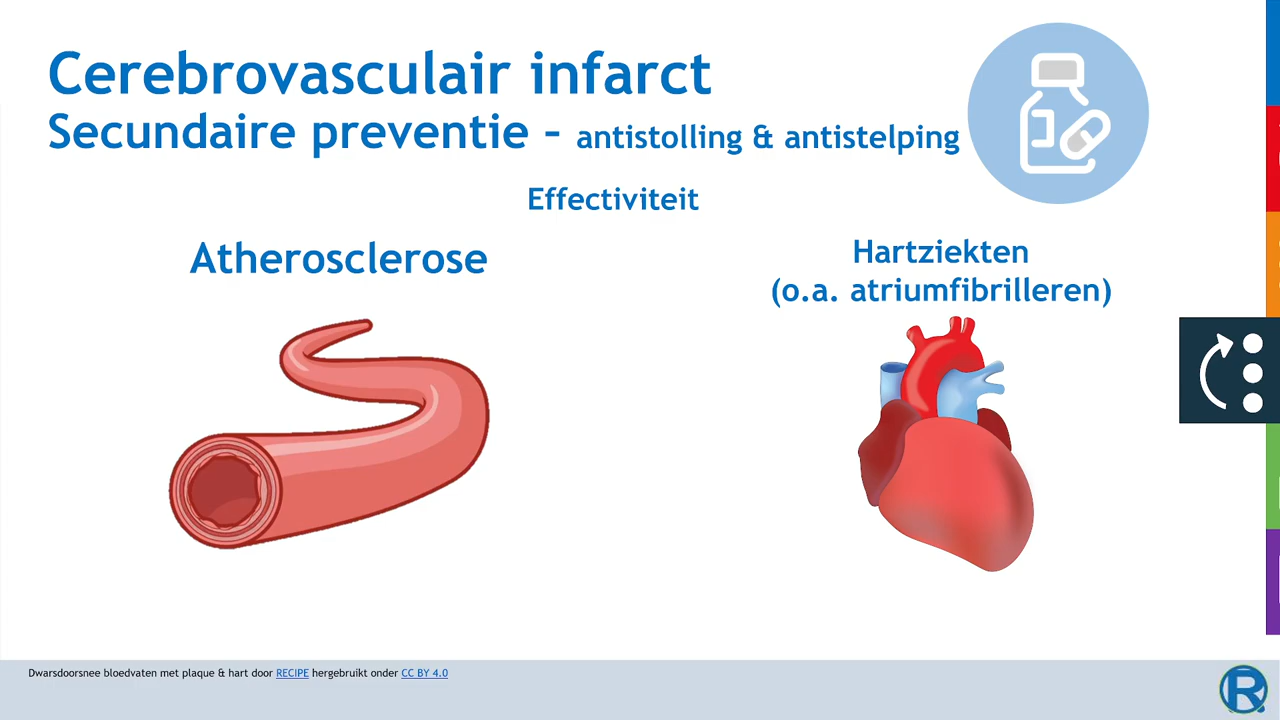 Cerebrovasculair infarct
Secundaire preventie – antistolling & antistelping
Effectiviteit
Atherosclerose
Hartziekten
(o.a. atriumfibrilleren)
Dwarsdoorsnee bloedvaten met plaque & hart door RECIPE hergebruikt onder CC BY 4.0
R